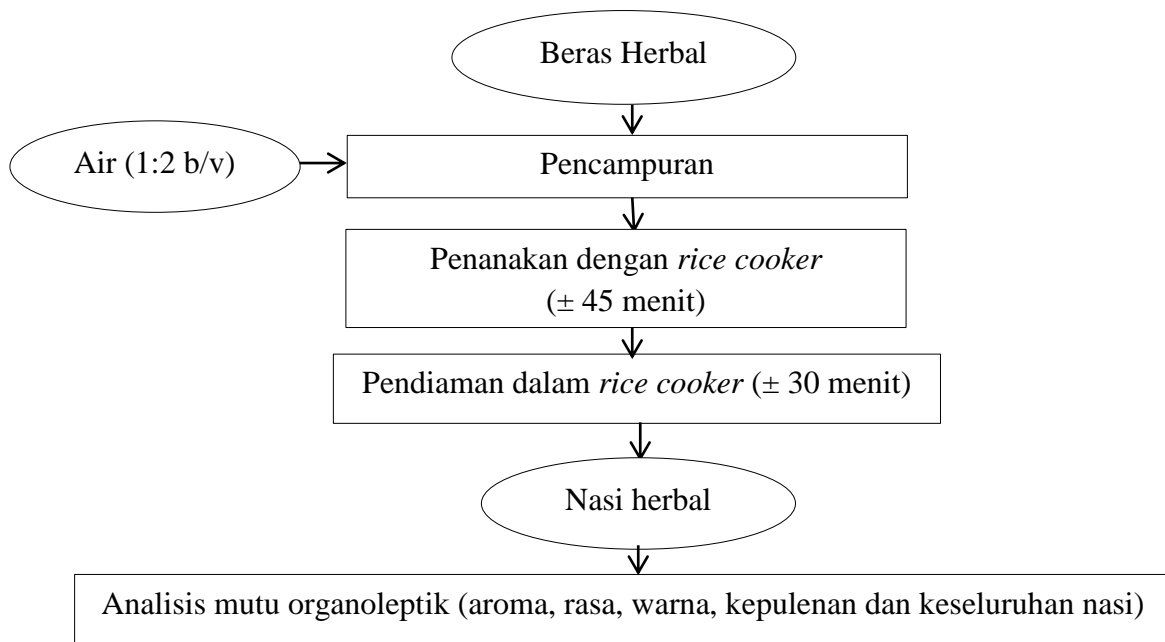 Beras Herbal
Air (1:2 b/v)
Pencampuran
Penanakan dengan rice cooker
(± 45 menit)
Pendiaman dalam rice cooker (± 30 menit)
Nasi herbal
Analisis mutu organoleptik (aroma, rasa, warna, kepulenan dan keseluruhan nasi)